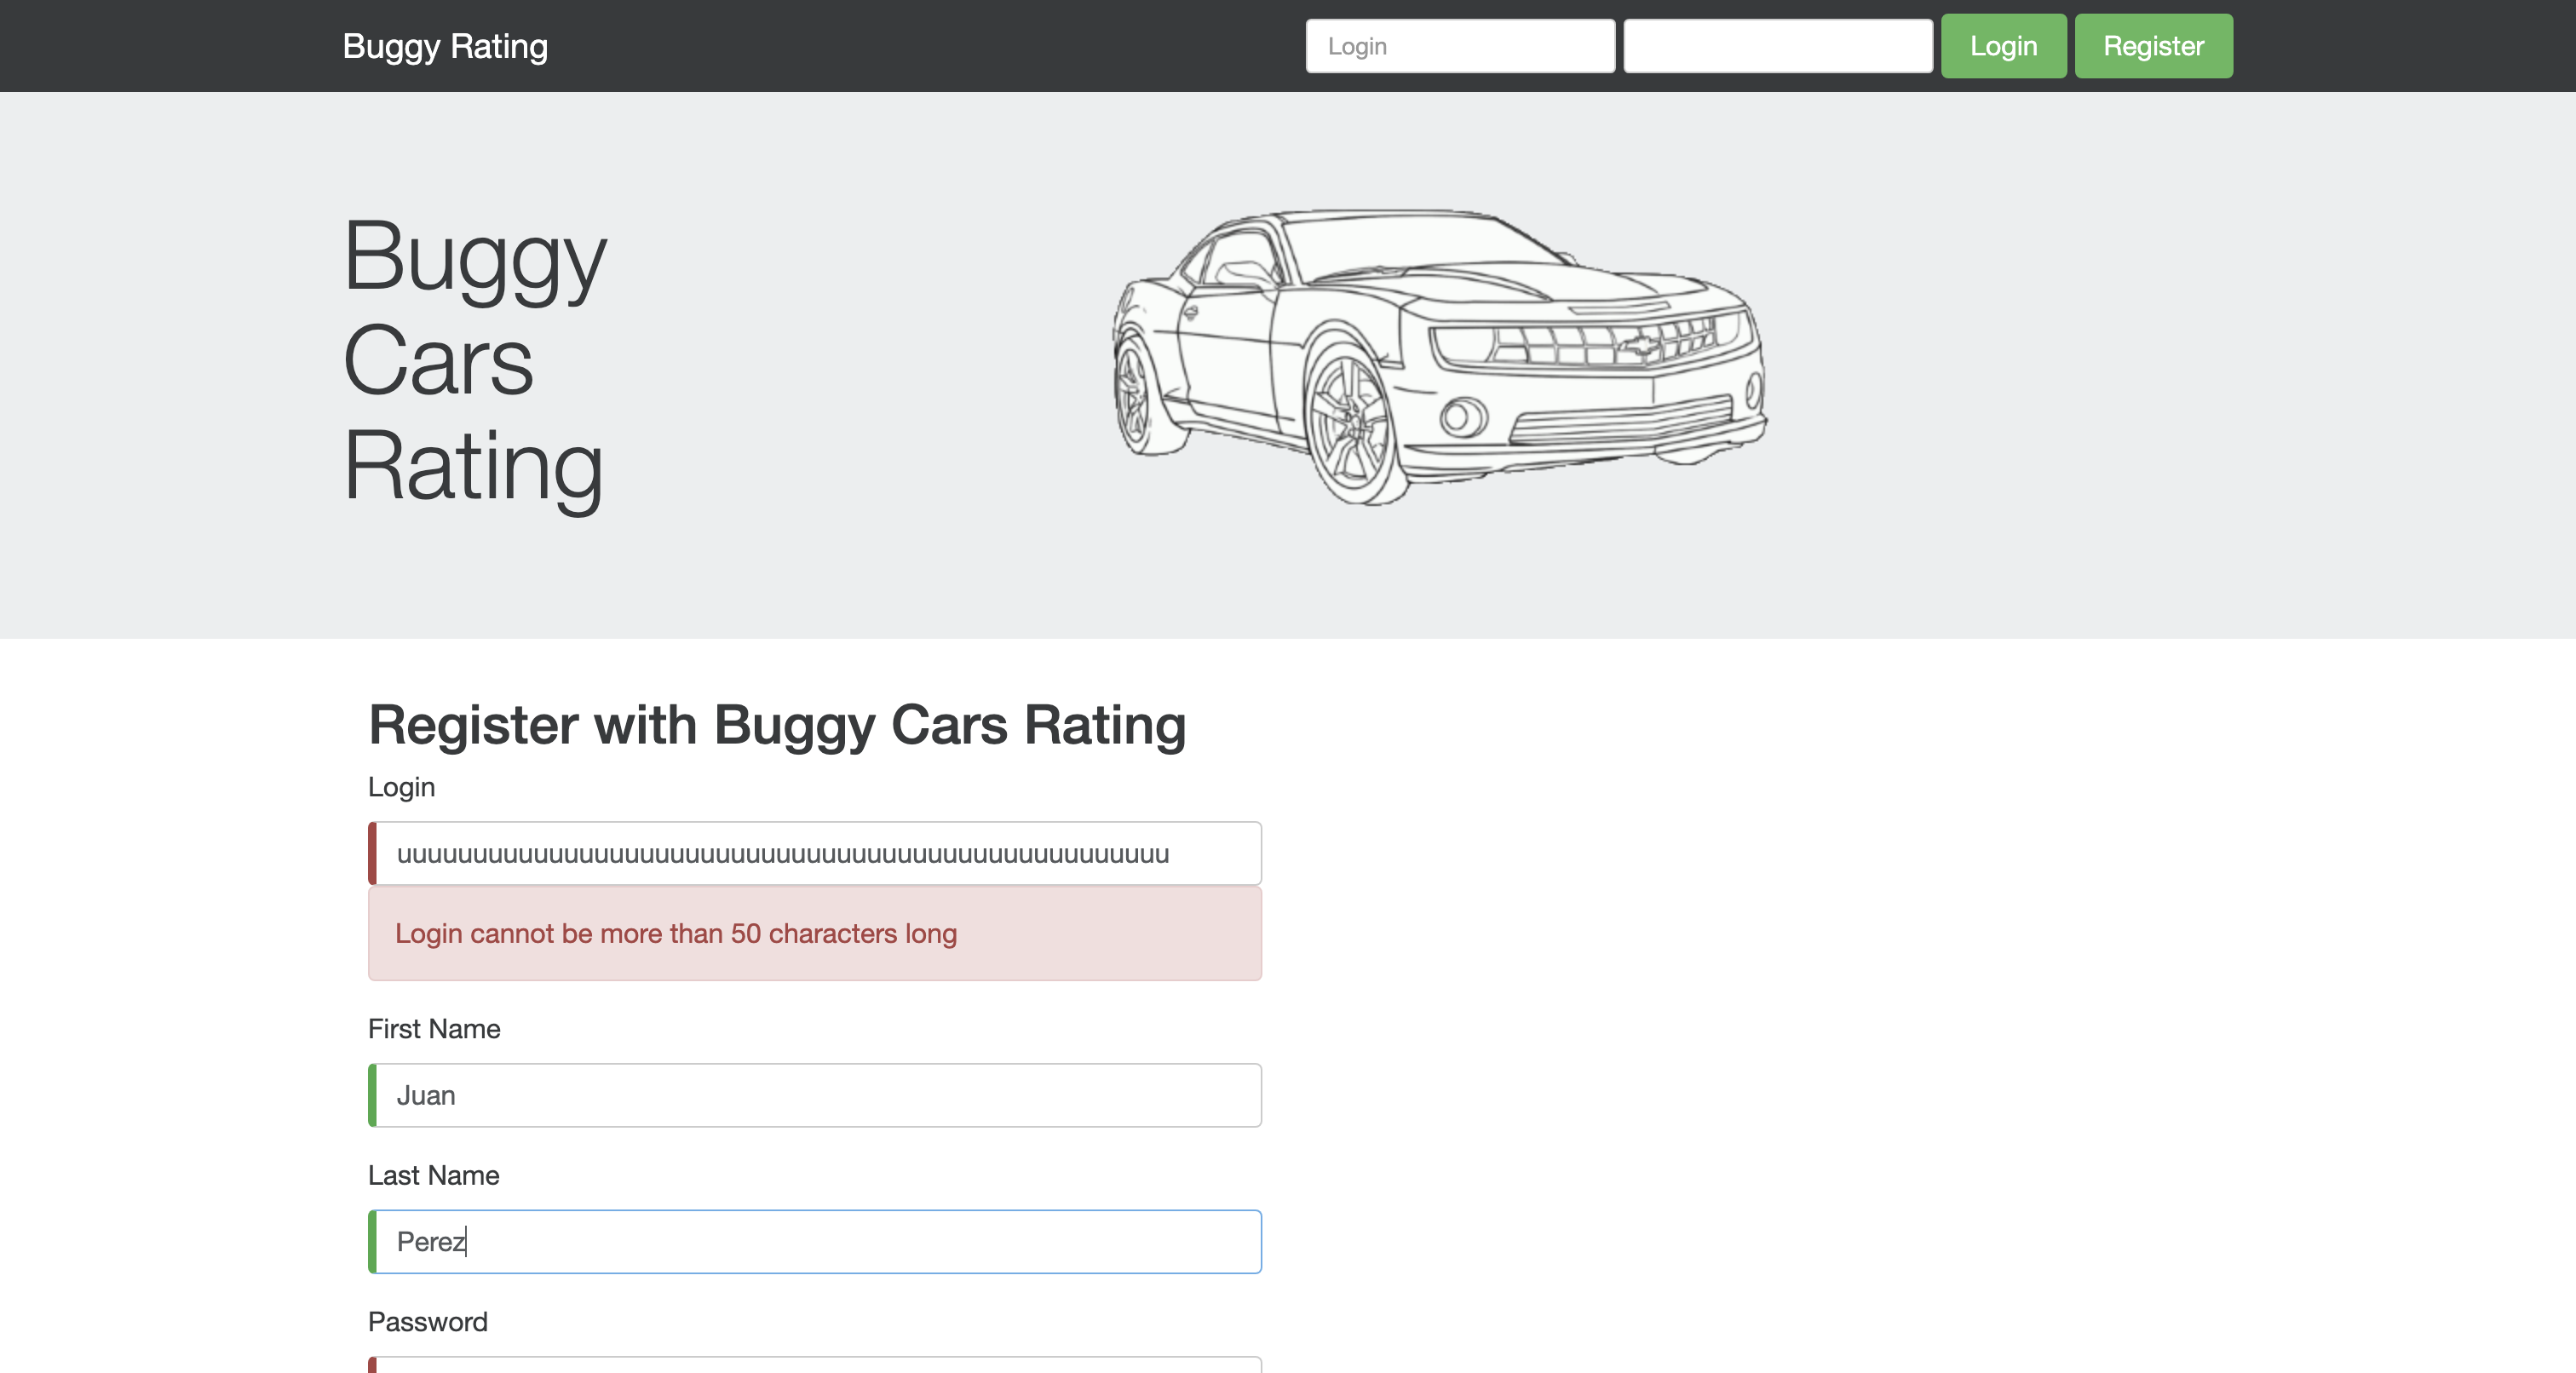 Buggy Rating
Login
Login
Register
Buggy
Cars
Rating
Register with Buggy Cars Rating
Login
uuuuuuuuuuuuuuuuuuuuuuuuuuuuuuuuuuuuuuuuuuuuuuuuuuu
Login cannot be more than 50 characters long
First Name
Juan
Last Name
Perez
Password